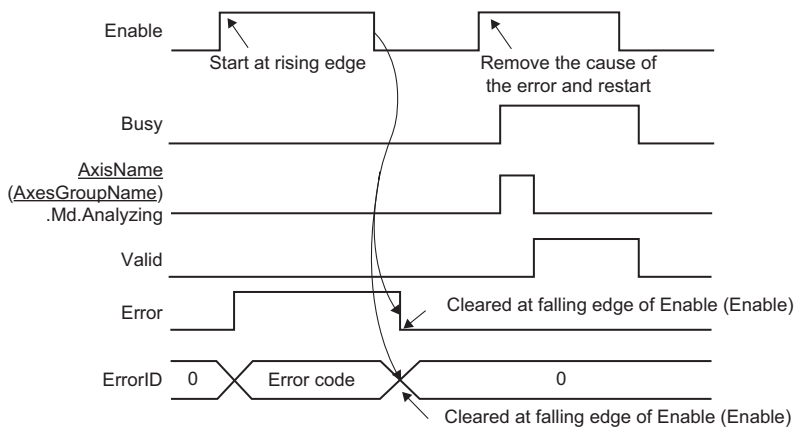 Enable
Start at rising edge
Remove the cause of
the error and restart
Busy
AxisName
(AxesGroupName)
.Md.Analyzing
Valid
Error
Cleared at falling edge of Enable (Enable)
ErrorID
0
Error code
0
Cleared at falling edge of Enable (Enable)